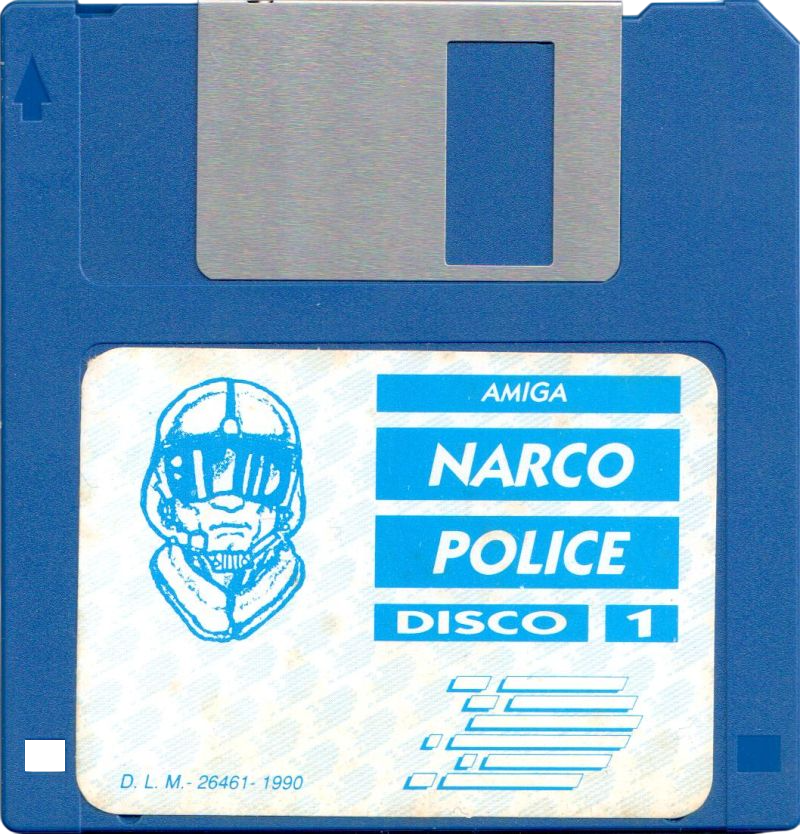 AMIGA
NARCO
POLICE
DISCO 1
D. L. M.- 26461- 1990